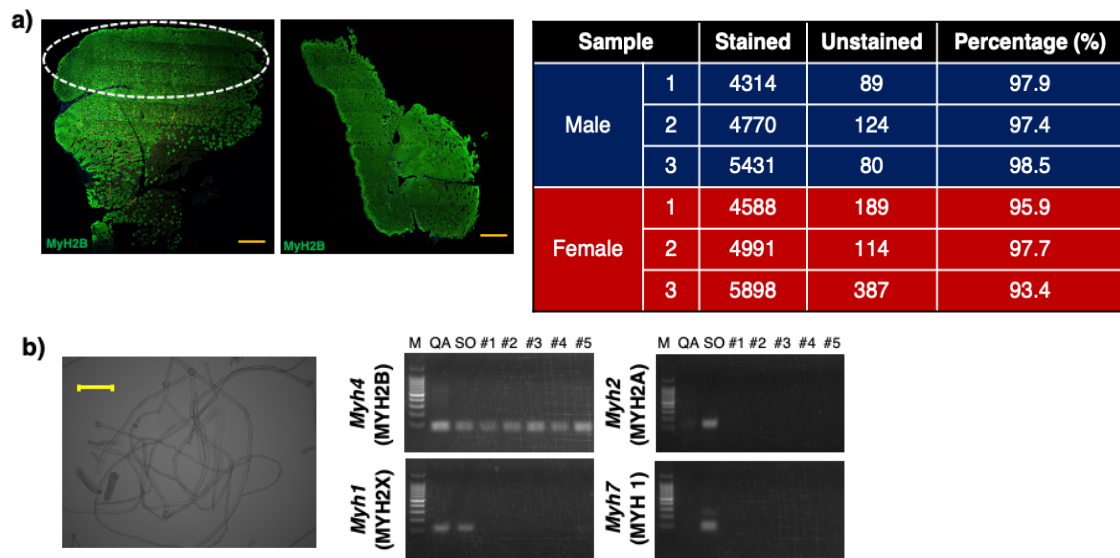 a)
MyH2B
MyH2B
Sample Stained Unstained Percentage (%)
Male 1 4314 89 97.9
2 4770 124 97.4
3 5431 80 98.5
Female 1 4588 189 95.9
2 4991 114 97.7
3 5898 387 93.4
b)
M QA SO #1 #2 #3 #4 #5
Myh4
(MYH2B)
Myh1
(MYH2X)
M QA SO #1 #2 #3 #4 #5
Myh2
(MYH2A)
Myh7
(MYH 1)